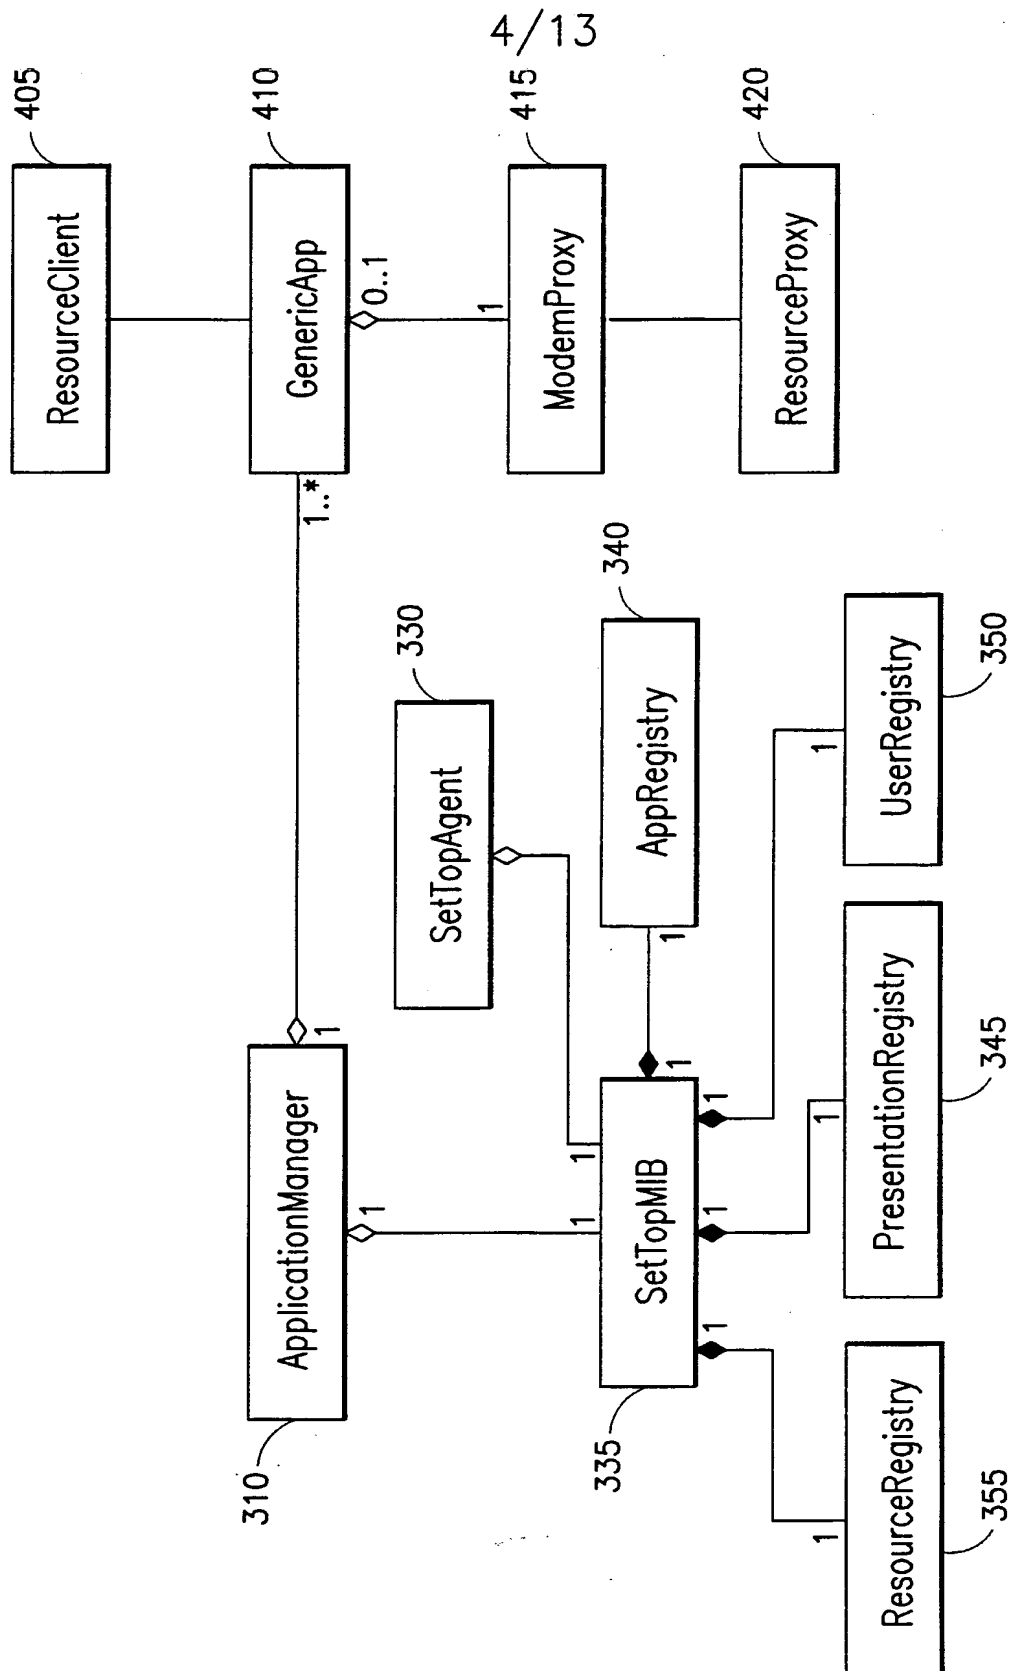 4/13
405
ResourceClient
410
GenericApp
0..1
1..*
1
415
ModemProxy
420
ResourceProxy
310
ApplicationManager
1
1
330
SetTopAgent
1
1
335
SetTopMIB
1
1
1
1
340
AppRegistry
1
350
UserRegistry
1
345
PresentationRegistry
1
355
ResourceRegistry
1